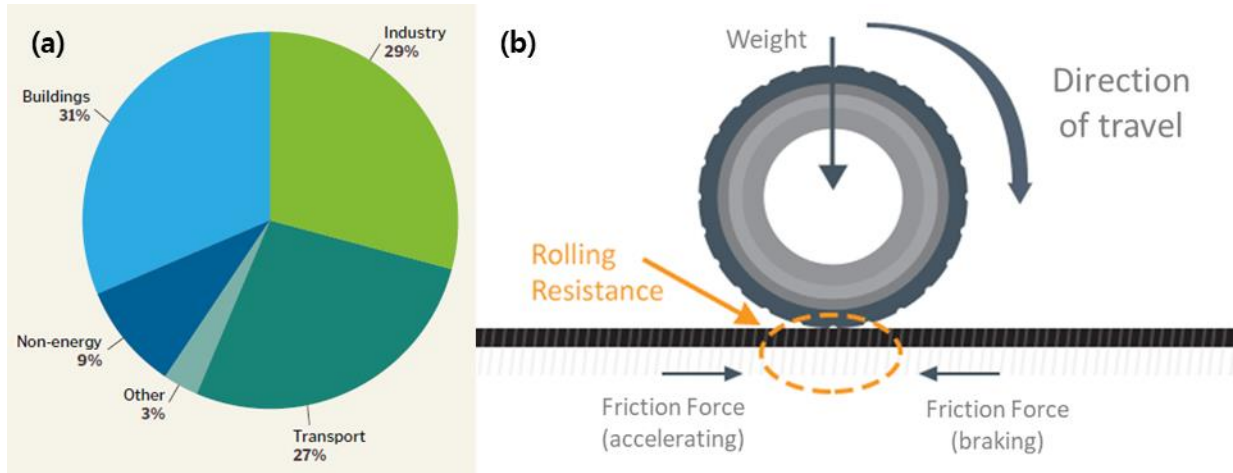 (a)
Industry
29%
Buildings
31%
Non-energy
9%
Other
3%
Transport
27%
(b)
Weight
Direction
of travel
Rolling
Resistance
Friction Force
(accelerating)
Friction Force
(braking)